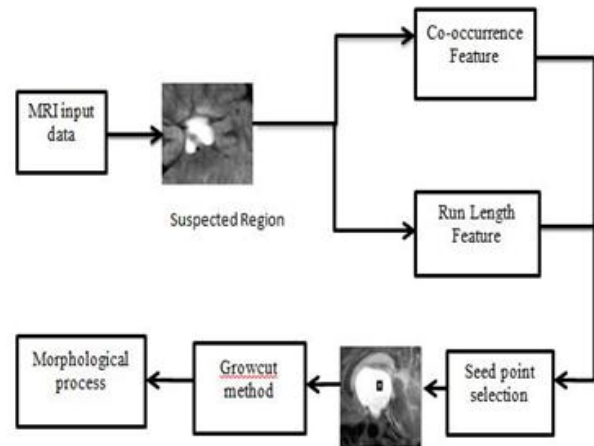 Co-occurrence
Feature
MRI input
data
Suspected Region
Run Length
Feature
Morphological
process
Growcut
method
Seed point
selection